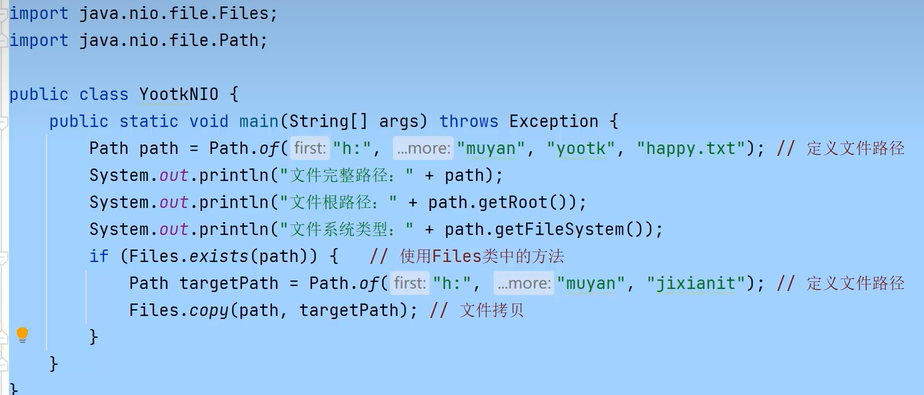 import java.nio.file.Files;
import java.nio.file.Path;
public class YootkNIO {
public static void main(String[] args) throws Exception {
Path path = Path.of( first: "h:", ...more: "muyan", "yootk", "happy.txt"); // 定义文件路径
System.out.println("文件完整路径：" + path);
System.out.println("文件根路径：" + path.getRoot());
System.out.println("文件系统类型：" + path.getFileSystem());
if (Files.exists(path)) { // 使用Files类中的方法
Path targetPath = Path.of( first: "h:", ...more: "muyan", "jixianit"); // 定义文件路径
Files.copy(path, targetPath); // 文件拷贝
}
}
}